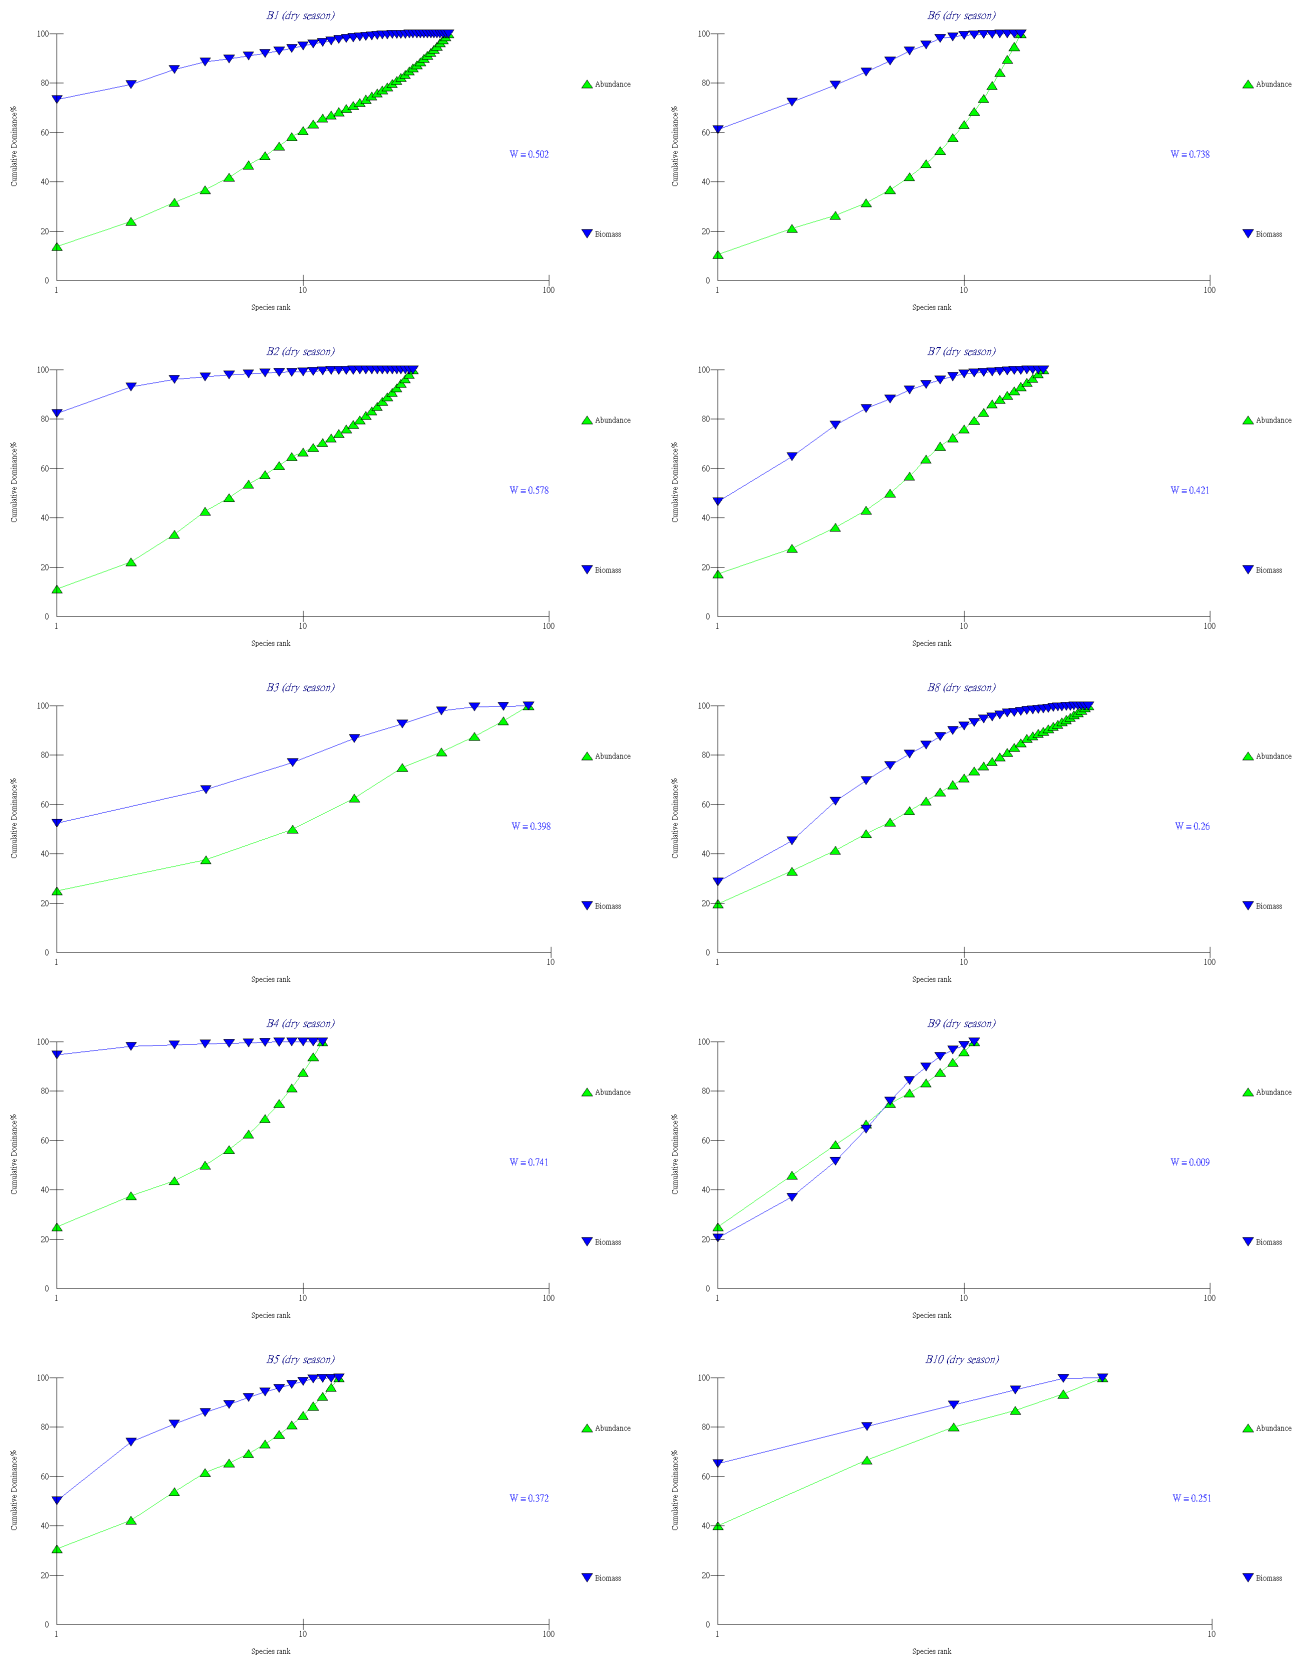 B1 (dry season)
100
80
60
40
20
0
Cumulative Dominance%
1
10
100
Species rank
Abundance
W = 0.502
Biomass
B6 (dry season)
100
80
60
40
20
0
Cumulative Dominance%
1
10
100
Species rank
Abundance
W = 0.738
Biomass
B2 (dry season)
100
80
60
40
20
0
Cumulative Dominance%
1
10
100
Species rank
Abundance
W = 0.578
Biomass
B7 (dry season)
100
80
60
40
20
0
Cumulative Dominance%
1
10
100
Species rank
Abundance
W = 0.421
Biomass
B3 (dry season)
100
80
60
40
20
0
Cumulative Dominance%
1
10
Species rank
Abundance
W = 0.398
Biomass
B8 (dry season)
100
80
60
40
20
0
Cumulative Dominance%
1
10
100
Species rank
Abundance
W = 0.26
Biomass
B4 (dry season)
100
80
60
40
20
0
Cumulative Dominance%
1
10
100
Species rank
Abundance
W = 0.741
Biomass
B9 (dry season)
100
80
60
40
20
0
Cumulative Dominance%
1
10
100
Species rank
Abundance
W = 0.009
Biomass
B5 (dry season)
100
80
60
40
20
0
Cumulative Dominance%
1
10
100
Species rank
Abundance
W = 0.372
Biomass
B10 (dry season)
100
80
60
40
20
0
Cumulative Dominance%
1
10
Species rank
Abundance
W = 0.251
Biomass